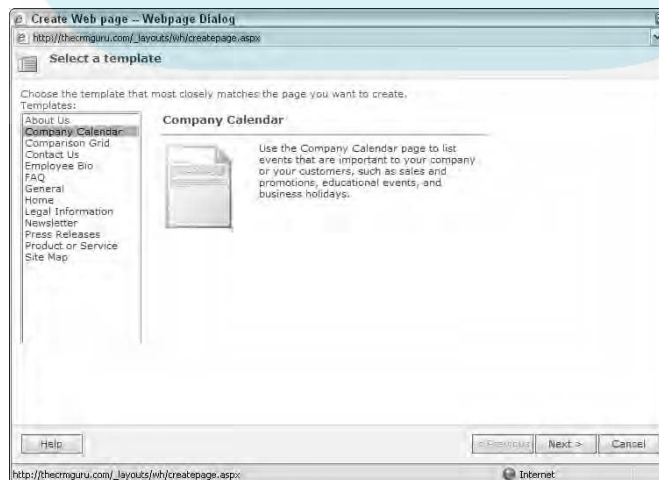 Create Web page -- Webpage Dialog
http://thecrmguru.com/_layouts/wh/createpage.aspx
Select a template
Choose the template that most closely matches the page you want to create.
Templates:
About Us
Company Calendar
Comparison Grid
Contact Us
Employee Bio
FAQ
General
Home
Legal Information
Newsletter
Press Releases
Product or Service
Site Map
Company Calendar
Use the Company Calendar page to list
events that are important to your company
or your customers, such as sales and
promotions, educational events, and
business holidays.
Help
< Previous
Next >
Cancel
http://thecrmguru.com/_layouts/wh/createpage.aspx
Internet